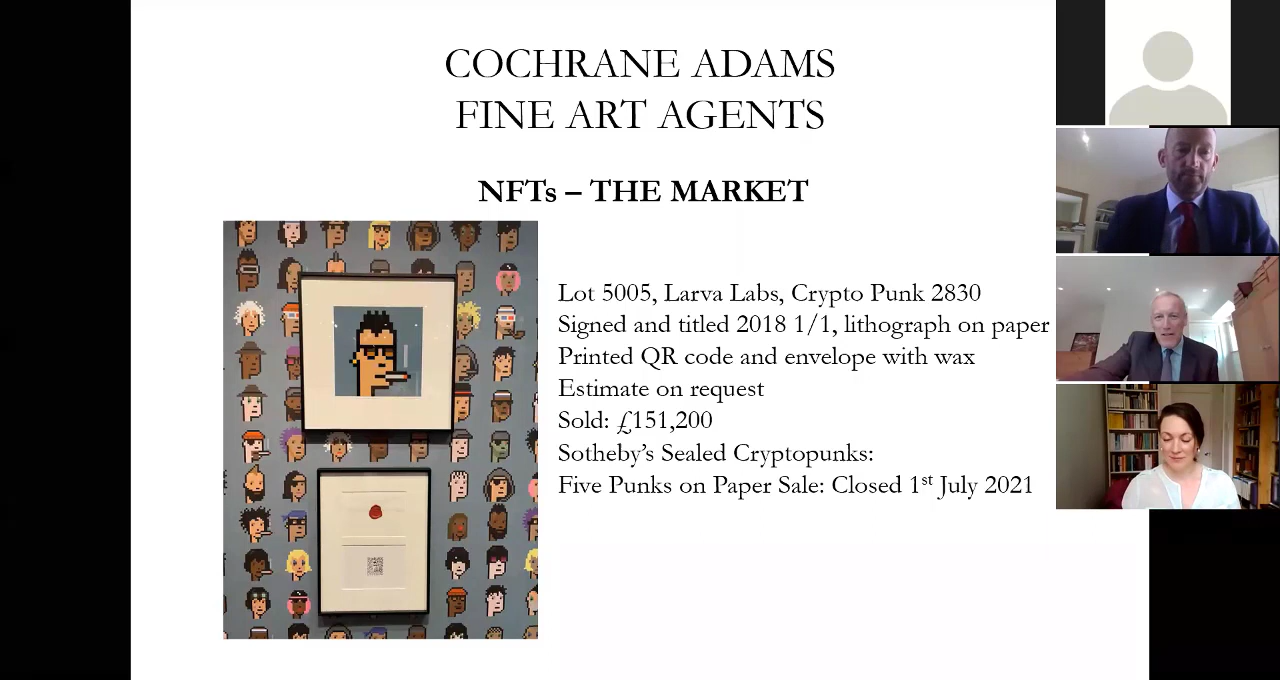 COCHRANE ADAMS
FINE ART AGENTS
NFTs – THE MARKET
Lot 5005, Larva Labs, Crypto Punk 2830
Signed and titled 2018 1/1, lithograph on paper
Printed QR code and envelope with wax
Estimate on request
Sold: £151,200
Sotheby’s Sealed Cryptopunks:
Five Punks on Paper Sale: Closed 1st July 2021